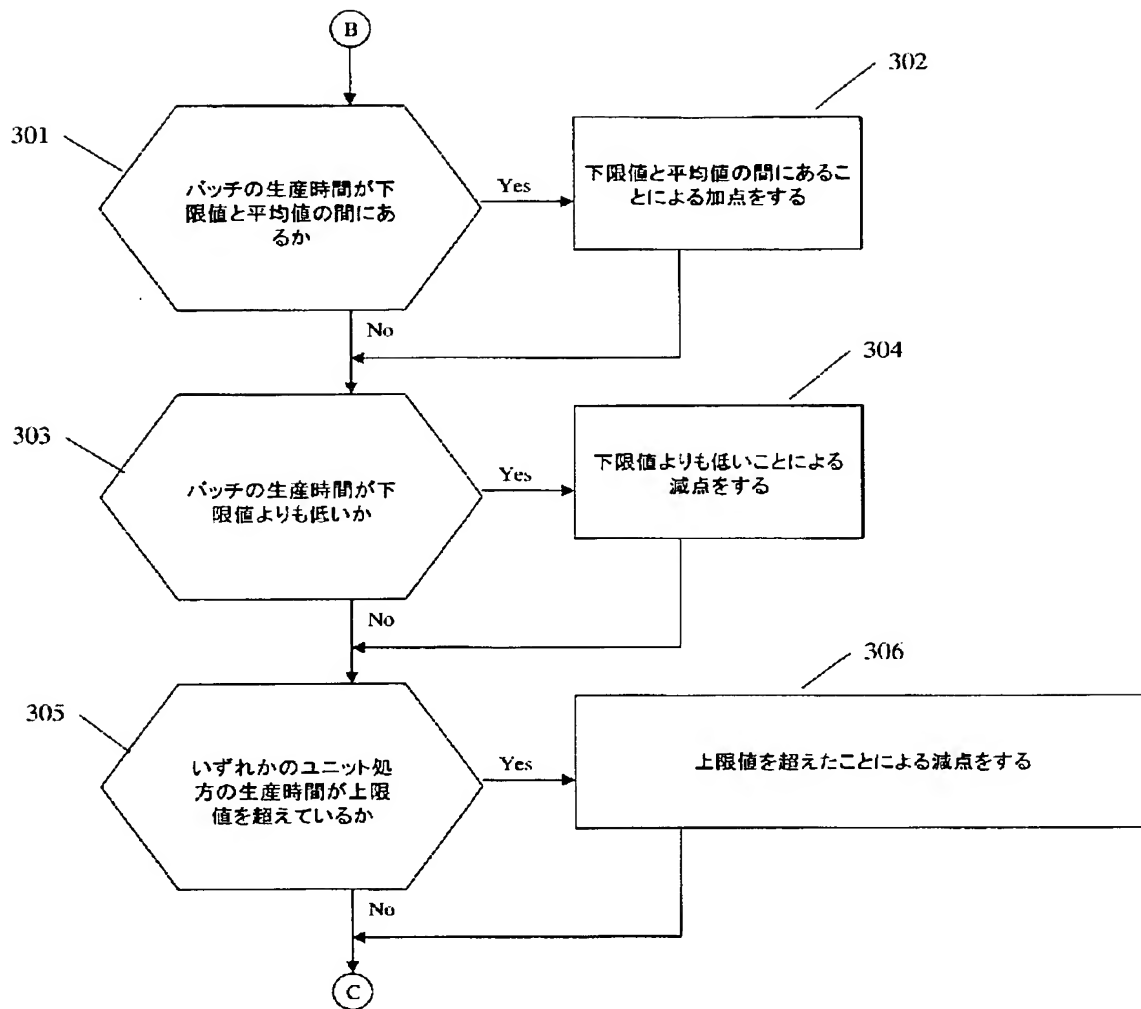 B
301
バッチの生産時間が下
限値と平均値の間にあ
るか
Yes
302
下限値と平均値の間にあるこ
とによる加点をする
No
303
バッチの生産時間が下
限値よりも低いか
Yes
304
下限値よりも低いことによる
減点をする
No
305
いずれかのユニット処
方の生産時間が上限
値を超えているか
Yes
306
上限値を超えたことによる減点をする
No
C